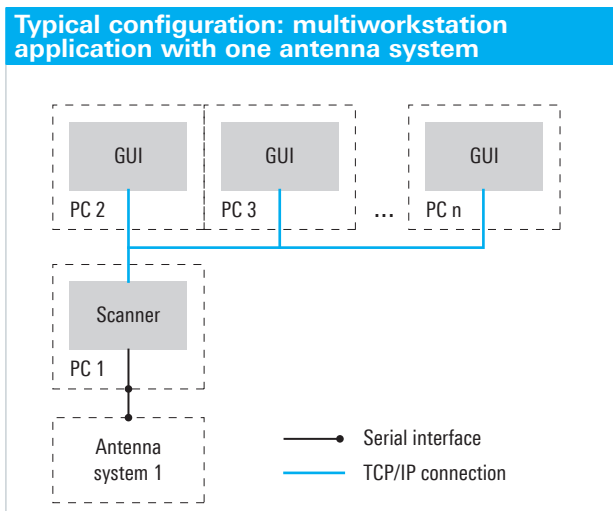 Typical configuration: multiworkstation
application with one antenna system
GUI
GUI
GUI
PC 2
PC 3
...
PC n
Scanner
PC 1
Antenna
system 1
Serial interface
TCP/IP connection